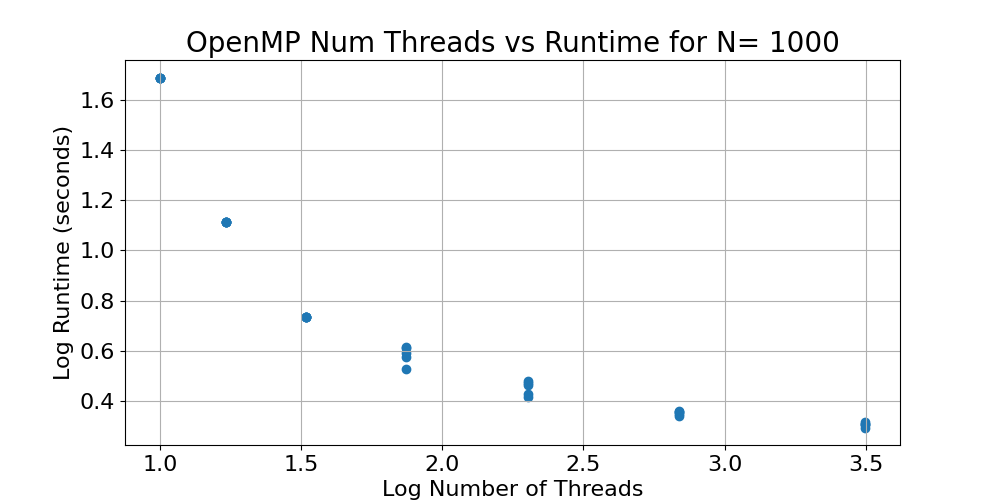 OpenMP Num Threads vs Runtime for N= 1000
Log Runtime (seconds)
1.6
1.4
1.2
1.0
0.8
0.6
0.4
1.0 1.5 2.0 2.5 3.0 3.5
Log Number of Threads